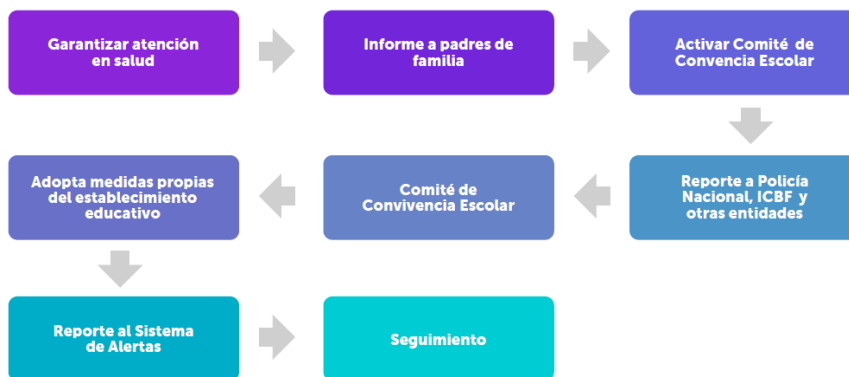 Garantizar atención
en salud
Informe a padres de
familia
Activar Comité de
Convencia Escolar
Adopta medidas propias
del establecimiento
educativo
Comité de
Convivencia Escolar
Reporte a Policía
Nacional, ICBF y
otras entidades
Reporte al Sistema
de Alertas
Seguimiento